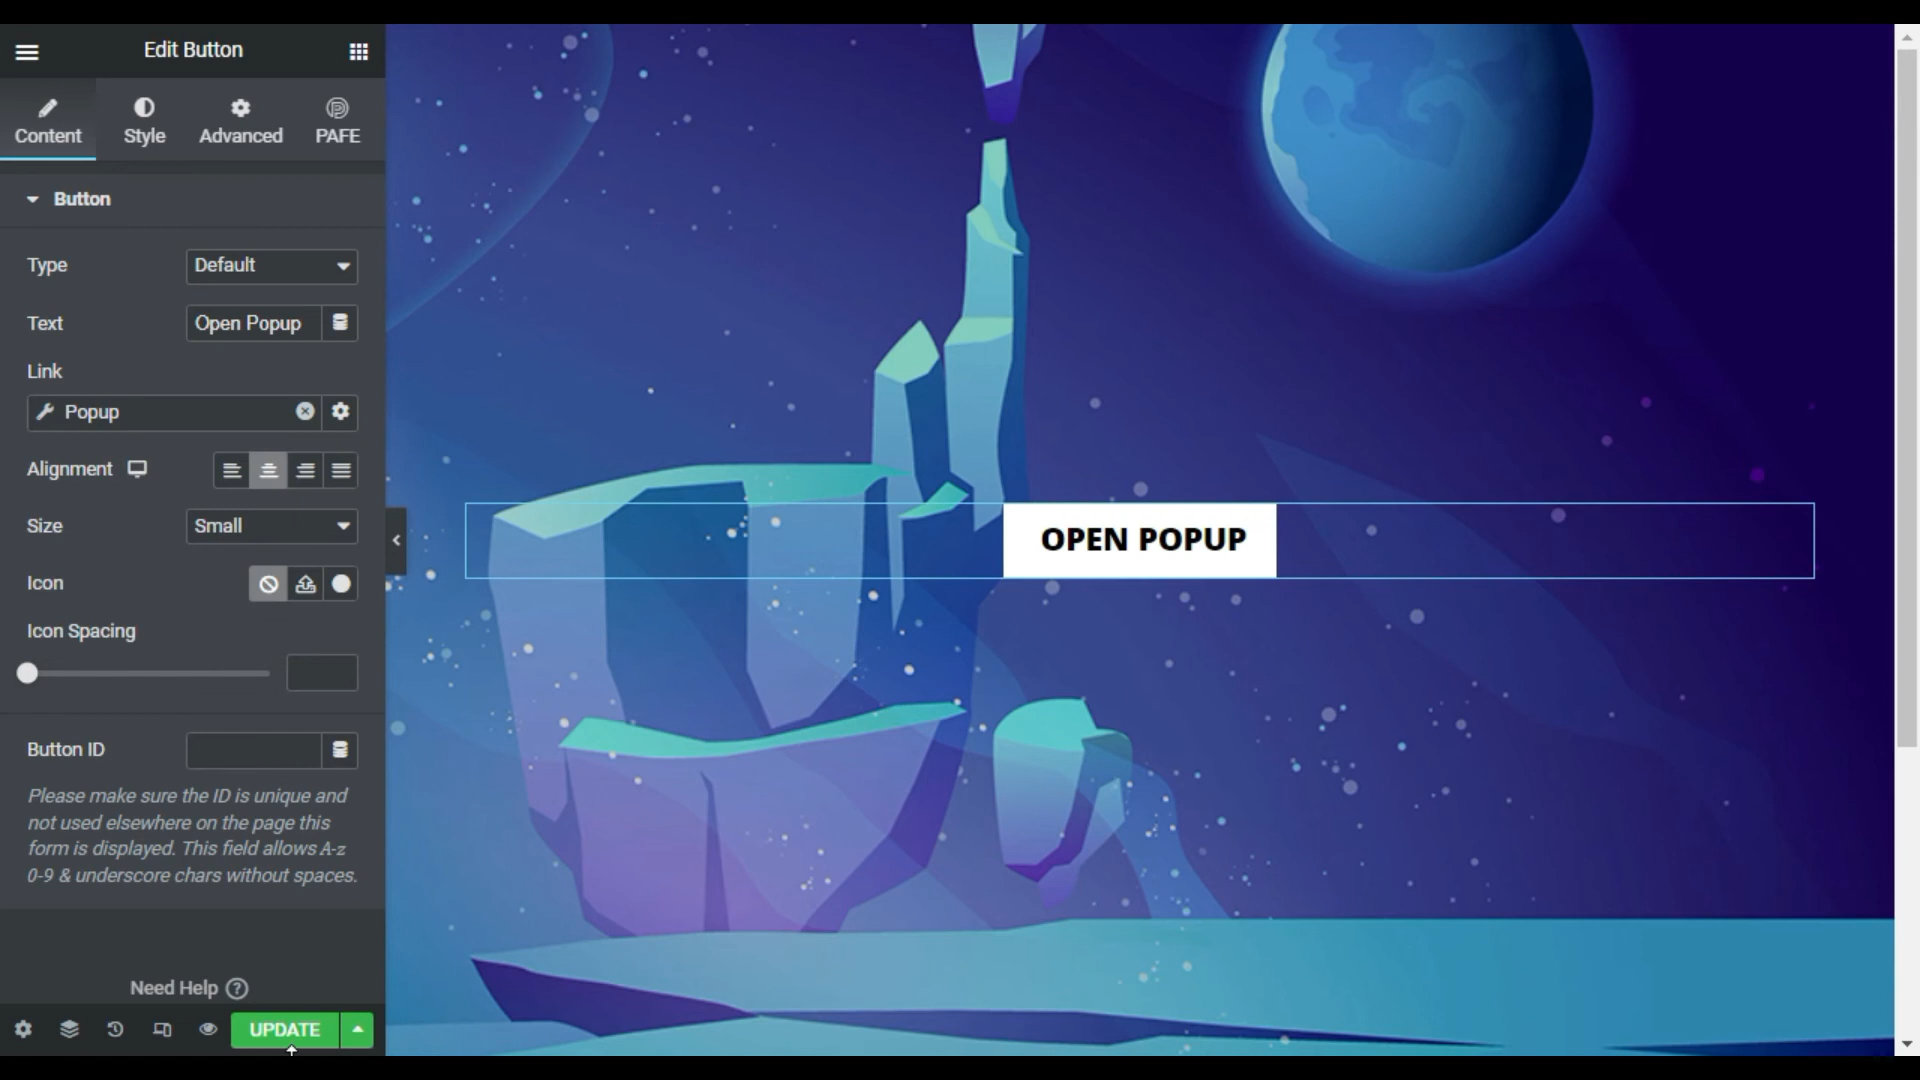 Edit Button
Content Style Advanced PAFE
Button
Type Default
Text Open Popup
Link
Popup
Alignment
Size Small
Icon
Icon Spacing
Button ID
Please make sure the ID is unique and
not used elsewhere on the page this
form is displayed. This field allows A-z
0-9 & underscore chars without spaces.
Need Help ?
UPDATE
OPEN POPUP